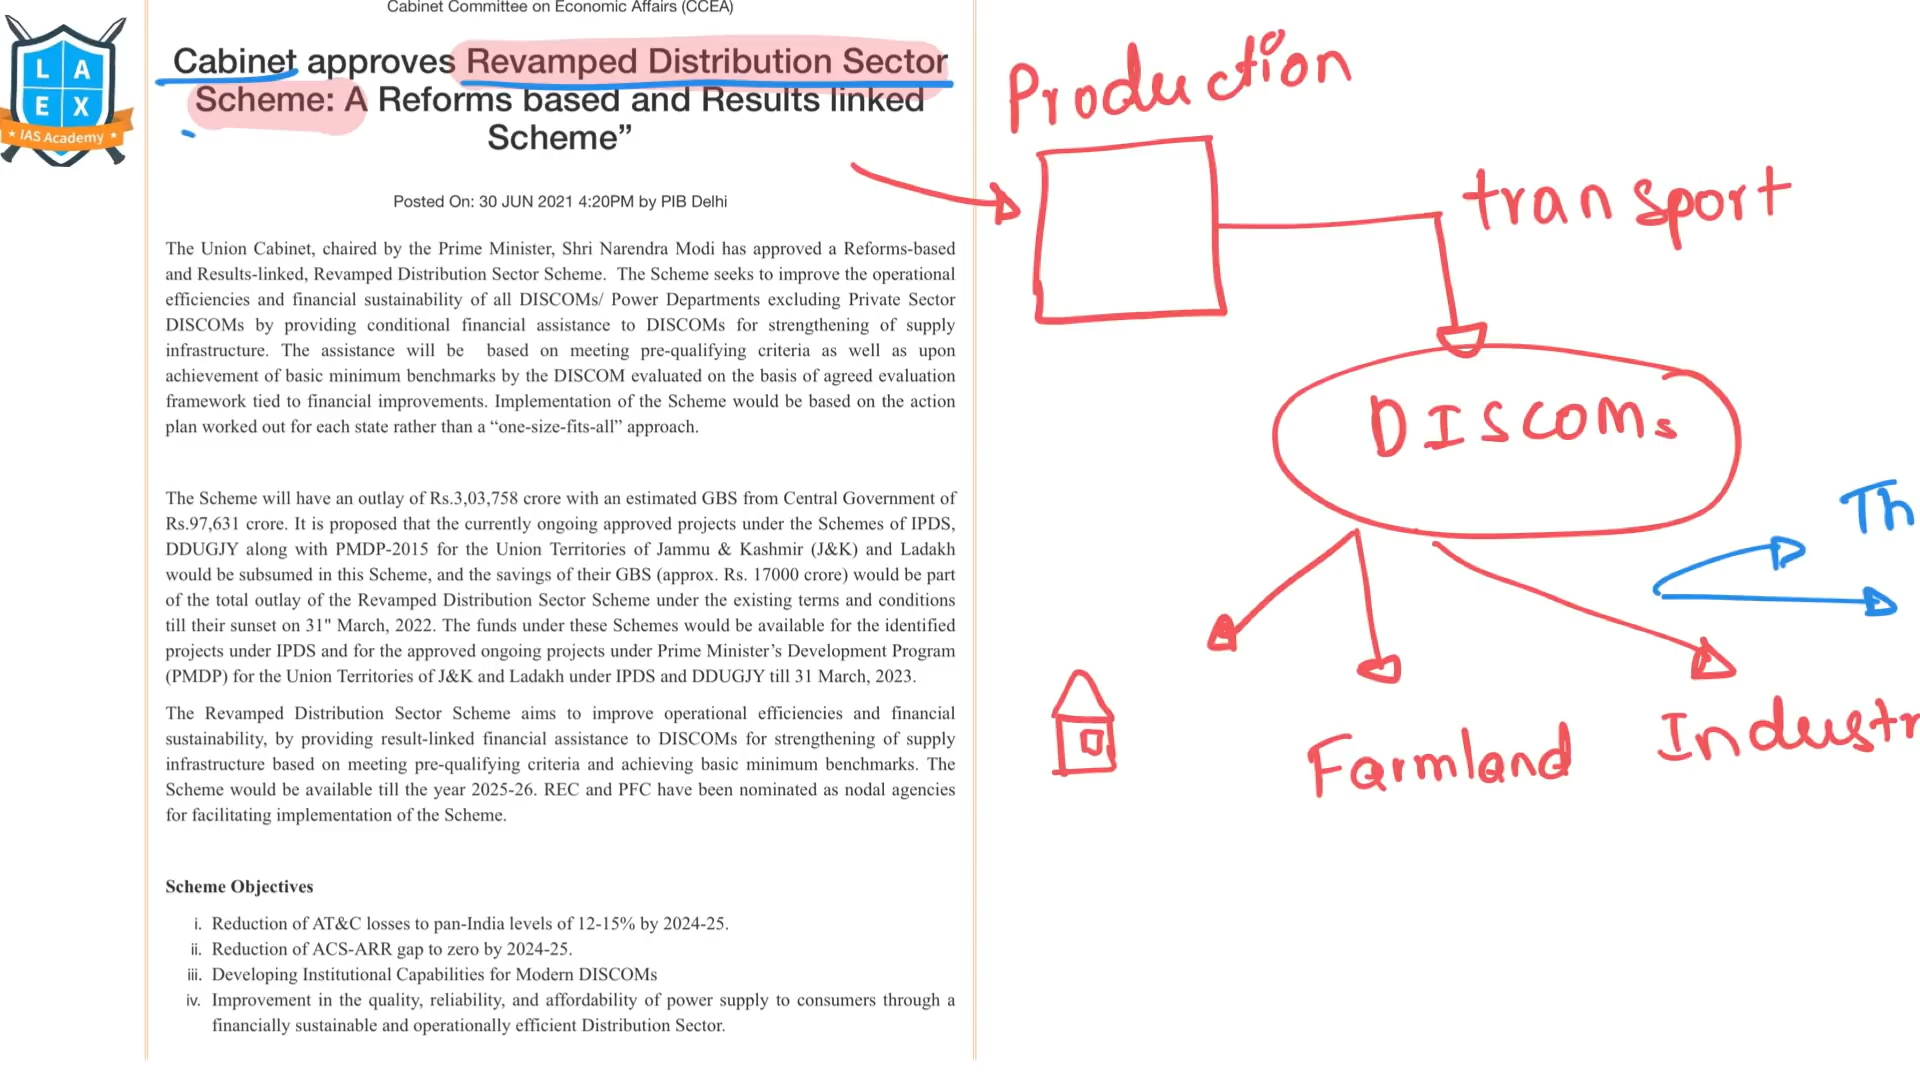 Cabinet Committee on Economic Affairs (CCEA)
Cabinet approves Revamped Distribution Sector
Scheme: A Reforms based and Results linked
Scheme”
Posted On: 30 JUN 2021 4:20PM by PIB Delhi
The Union Cabinet, chaired by the Prime Minister, Shri Narendra Modi has approved a Reforms-based
and Results-linked, Revamped Distribution Sector Scheme. The Scheme seeks to improve the operational
efficiencies and financial sustainability of all DISCOMs/ Power Departments excluding Private Sector
DISCOMs by providing conditional financial assistance to DISCOMs for strengthening of supply
infrastructure. The assistance will be based on meeting pre-qualifying criteria as well as upon
achievement of basic minimum benchmarks by the DISCOM evaluated on the basis of agreed evaluation
framework tied to financial improvements. Implementation of the Scheme would be based on the action
plan worked out for each state rather than a “one-size-fits-all” approach.
The Scheme will have an outlay of Rs.3,03,758 crore with an estimated GBS from Central Government of
Rs.97,631 crore. It is proposed that the currently ongoing approved projects under the Schemes of IPDS,
DDUGJY along with PMDP-2015 for the Union Territories of Jammu & Kashmir (J&K) and Ladakh
would be subsumed in this Scheme, and the savings of their GBS (approx. Rs. 17000 crore) would be part
of the total outlay of the Revamped Distribution Sector Scheme under the existing terms and conditions
till their sunset on 31" March, 2022. The funds under these Schemes would be available for the identified
projects under IPDS and for the approved ongoing projects under Prime Minister’s Development Program
(PMDP) for the Union Territories of J&K and Ladakh under IPDS and DDUGJY till 31 March, 2023.
The Revamped Distribution Sector Scheme aims to improve operational efficiencies and financial
sustainability, by providing result-linked financial assistance to DISCOMs for strengthening of supply
infrastructure based on meeting pre-qualifying criteria and achieving basic minimum benchmarks. The
Scheme would be available till the year 2025-26. REC and PFC have been nominated as nodal agencies
for facilitating implementation of the Scheme.
Scheme Objectives
i. Reduction of AT&C losses to pan-India levels of 12-15% by 2024-25.
ii. Reduction of ACS-ARR gap to zero by 2024-25.
iii. Developing Institutional Capabilities for Modern DISCOMs
iv. Improvement in the quality, reliability, and affordability of power supply to consumers through a
financially sustainable and operationally efficient Distribution Sector.
L A
E X
IAS Academy
Production
transport
DISCOMs
Th
Farmland
Industr